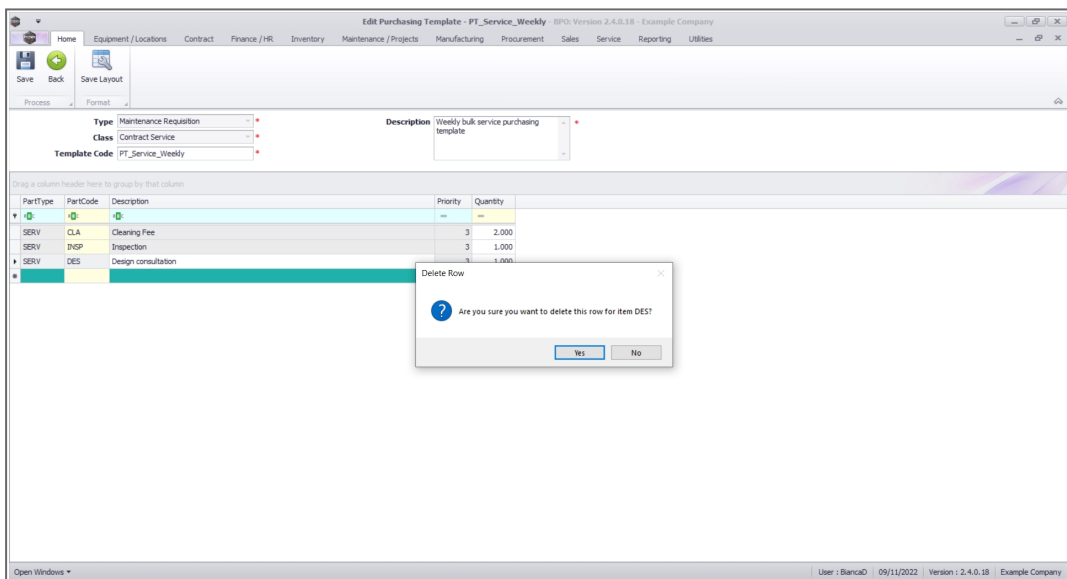 Edit Purchasing Template - PT_Service_Weekly - BPO: Version 2.4.0.18 - Example Company
Home Equipment / Locations Contract Finance / HR Inventory Maintenance / Projects Manufacturing Procurement Sales Service Reporting Utilities
Save Back Save Layout
Process Format
Type Maintenance Requisition * Description Weekly bulk service purchasing *
Class Contract Service * template
Template Code PT_Service_Weekly *
Drag a column header here to group by that column
PartType PartCode Description Priority Quantity
= =
SERV CLA Cleaning Fee 3 2.000
SERV INSP Inspection 3 1.000
SERV DES Design consultation 3 1.000
Delete Row
Are you sure you want to delete this row for item DES?
Yes No
Open Windows User : BiancaD 09/11/2022 Version : 2.4.0.18 Example Company